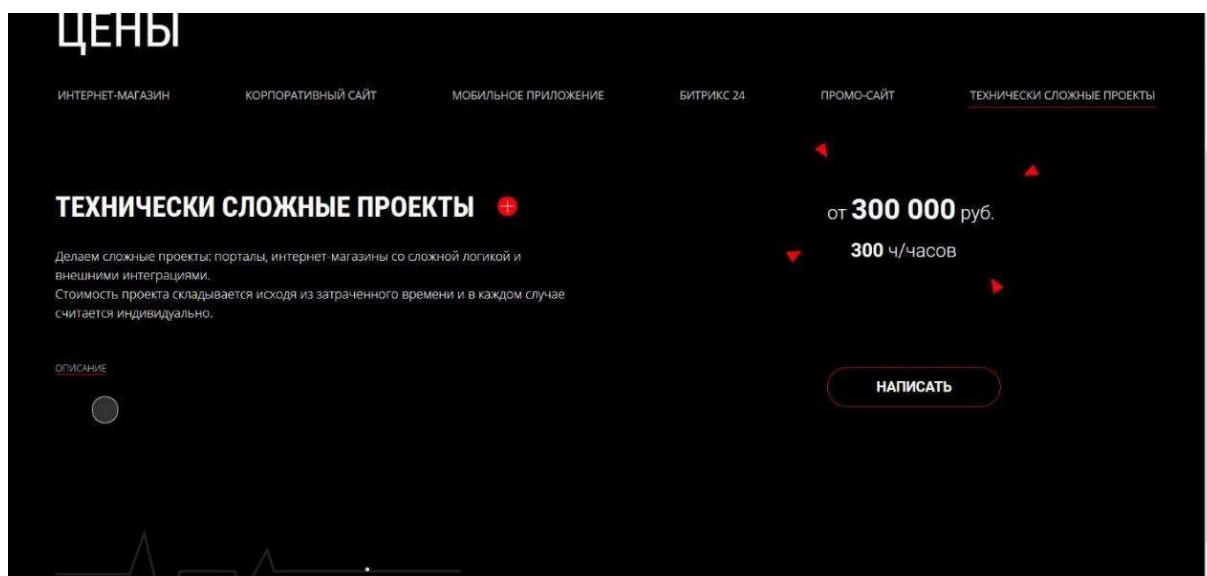 ЦЕНЫ
ИНТЕРНЕТ-МАГАЗИН КОРПОРАТИВНЫЙ САЙТ МОБИЛЬНОЕ ПРИЛОЖЕНИЕ БИТРИКС 24 ПРОМО-САЙТ ТЕХНИЧЕСКИ СЛОЖНЫЕ ПРОЕКТЫ
ТЕХНИЧЕСКИ СЛОЖНЫЕ ПРОЕКТЫ
Делаем сложные проекты: порталы, интернет-магазины со сложной логикой и
внешними интеграциями.
Стоимость проекта складывается исходя из затраченного времени и в каждом случае
считается индивидуально.
ОПИСАНИЕ
от 300 000 руб.
300 ч/часов
НАПИСАТЬ